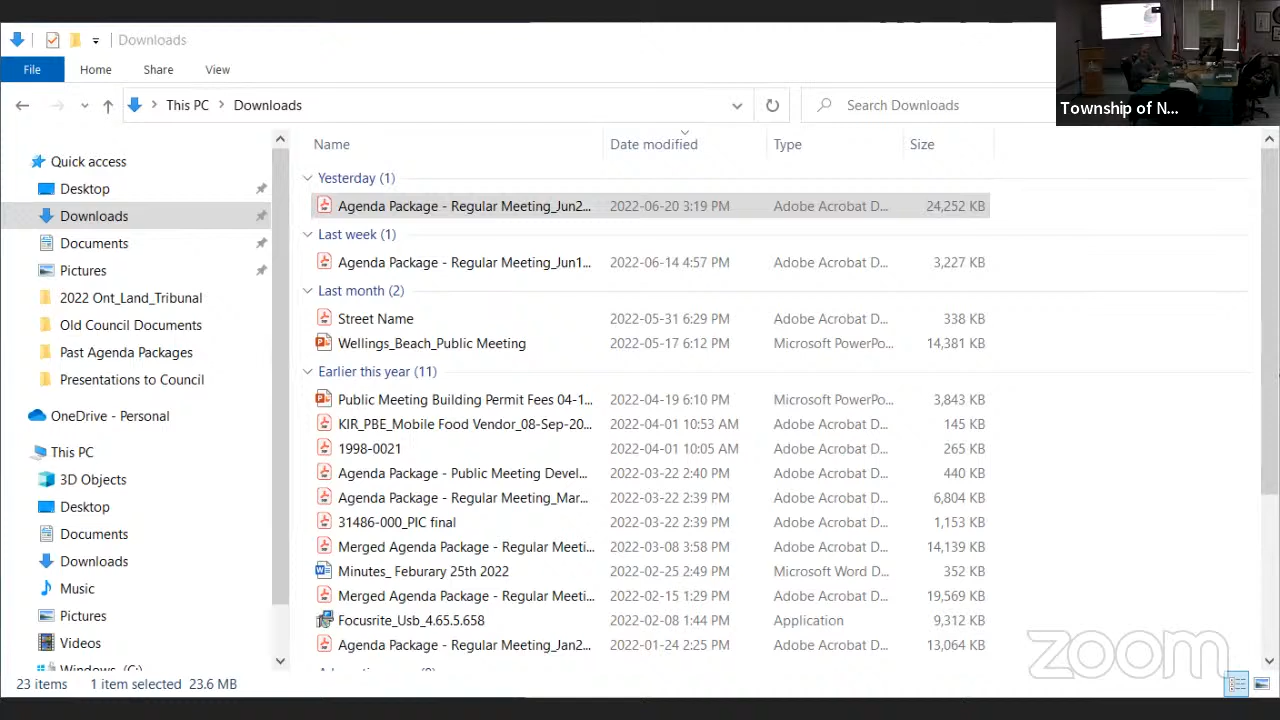 Downloads
File Home Share View
This PC Downloads
Search Downloads
Township of N...
Name Date modified Type Size
Quick access
Desktop
Downloads
Documents
Pictures
2022 Ont_Land_Tribunal
Old Council Documents
Past Agenda Packages
Presentations to Council
OneDrive - Personal
This PC
3D Objects
Desktop
Documents
Downloads
Music
Pictures
Videos
Windows (C:)
Yesterday (1)
Agenda Package - Regular Meeting_Jun2... 2022-06-20 3:19 PM Adobe Acrobat D... 24,252 KB
Last week (1)
Agenda Package - Regular Meeting_Jun1... 2022-06-14 4:57 PM Adobe Acrobat D... 3,227 KB
Last month (2)
Street Name 2022-05-31 6:29 PM Adobe Acrobat D... 338 KB
Wellings_Beach_Public Meeting 2022-05-17 6:12 PM Microsoft PowerPo... 14,381 KB
Earlier this year (11)
Public Meeting Building Permit Fees 04-1... 2022-04-19 6:10 PM Microsoft PowerPo... 3,843 KB
KIR_PBE_Mobile Food Vendor_08-Sep-20... 2022-04-01 10:53 AM Adobe Acrobat D... 145 KB
1998-0021 2022-04-01 10:05 AM Adobe Acrobat D... 265 KB
Agenda Package - Public Meeting Devel... 2022-03-22 2:40 PM Adobe Acrobat D... 440 KB
Agenda Package - Regular Meeting_Mar... 2022-03-22 2:39 PM Adobe Acrobat D... 6,804 KB
31486-000_PIC final 2022-03-22 2:39 PM Adobe Acrobat D... 1,153 KB
Merged Agenda Package - Regular Meeti... 2022-03-08 3:58 PM Adobe Acrobat D... 14,139 KB
Minutes_ Feburary 25th 2022 2022-02-25 2:49 PM Microsoft Word D... 352 KB
Merged Agenda Package - Regular Meeti... 2022-02-15 1:29 PM Adobe Acrobat D... 19,569 KB
Focusrite_Usb_4.65.5.658 2022-02-08 1:44 PM Application 9,312 KB
Agenda Package - Regular Meeting_Jan2... 2022-01-24 2:25 PM Adobe Acrobat D... 13,064 KB
zoom
23 items 1 item selected 23.6 MB